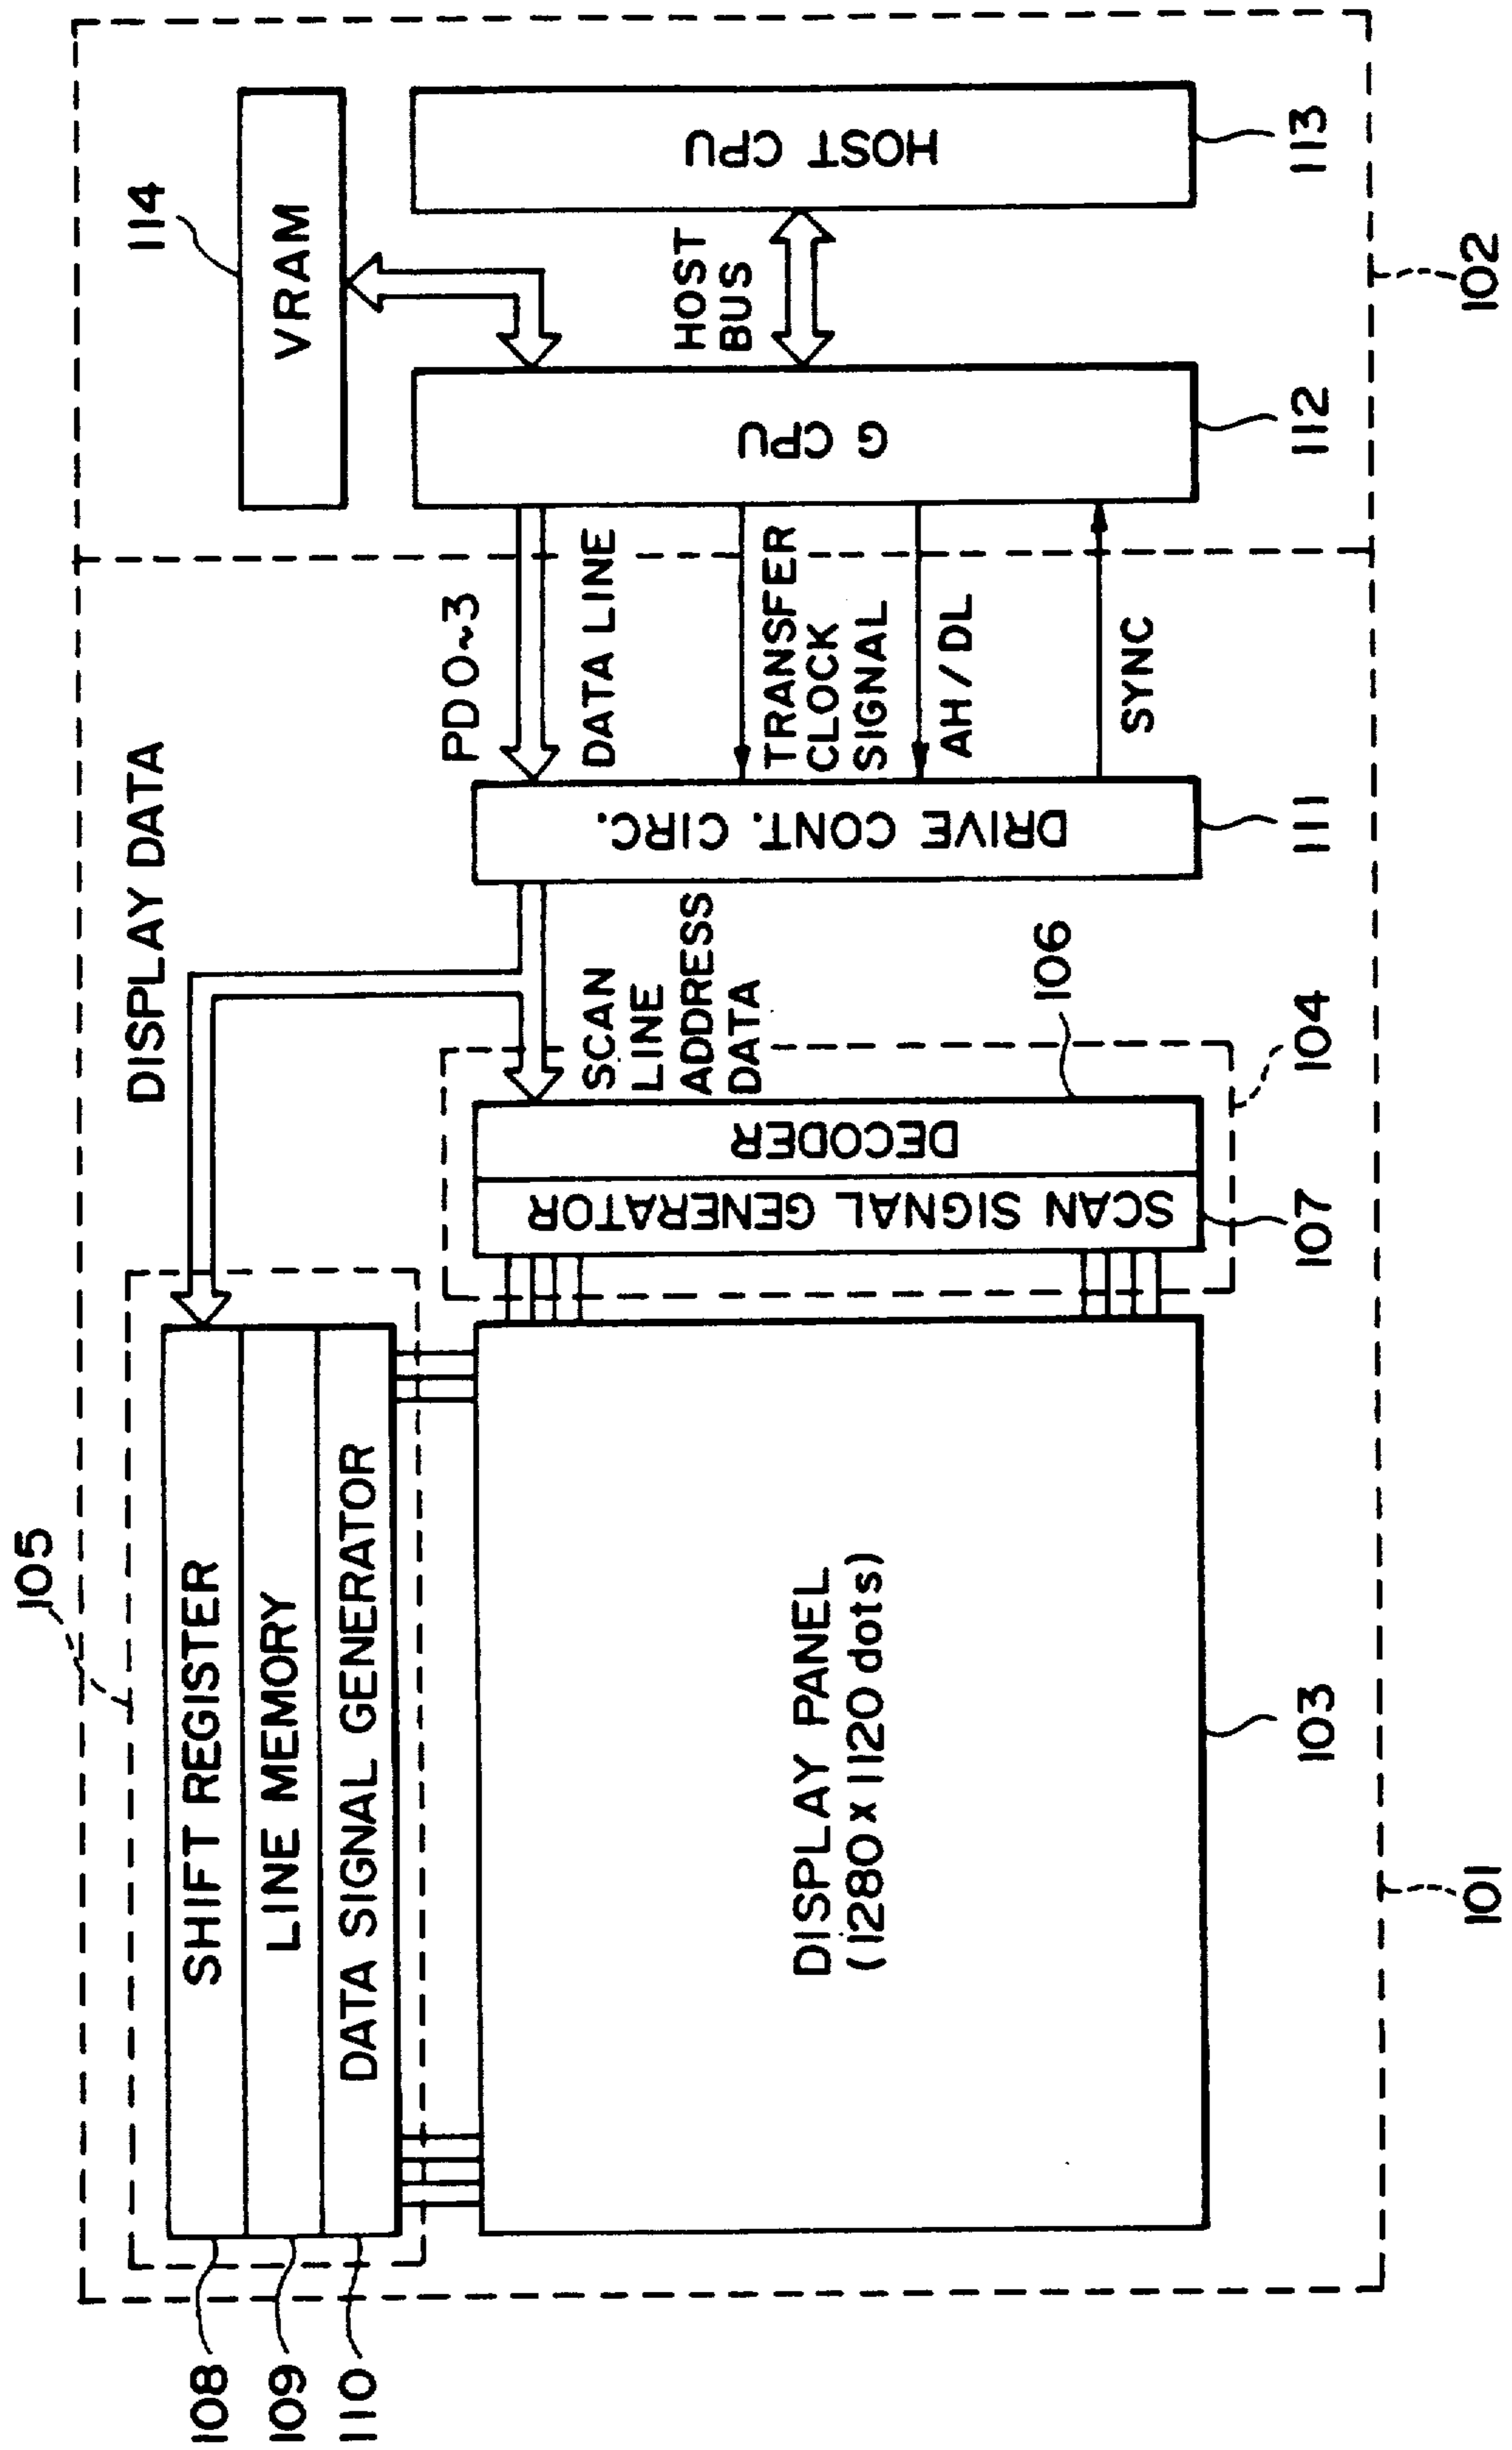 105
101
108
SHIFT REGISTER
109
LINE MEMORY
110
DATA SIGNAL GENERATOR
DISPLAY PANEL
(1280 x 1120 dots)
103
DISPLAY DATA
SCAN
LINE
ADDRESS
DATA
106
104
DECODER
SCAN SIGNAL GENERATOR
107
DRIVE CONT. CIRC.
111
PD0~3
DATA LINE
TRANSFER
CLOCK
SIGNAL
AH/DL
SYNC
114
VRAM
G CPU
112
HOST
BUS
HOST CPU
113
102